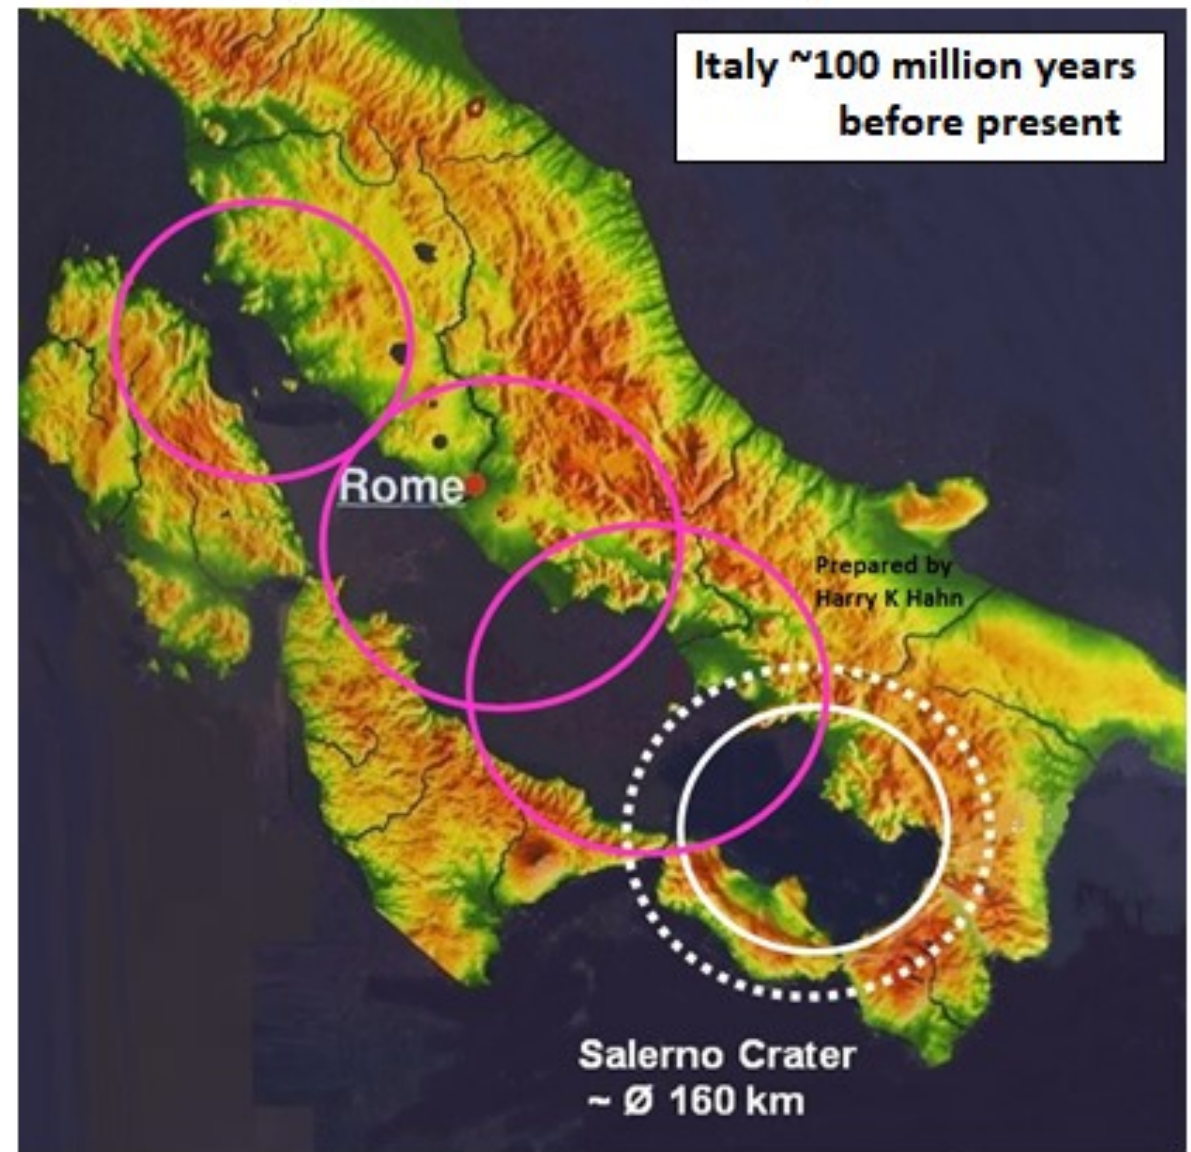 Italy ~100 million years
before present
Rome
Prepared by
Harry K Hahn
Salerno Crater
~ Ø 160 km